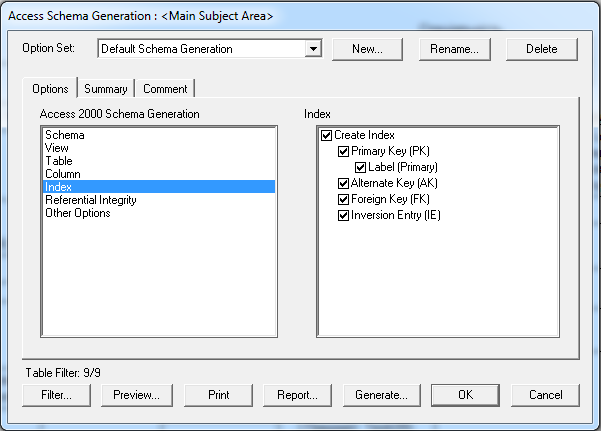 Access Schema Generation : <Main Subject Area>
Option Set: Default Schema Generation New... Rename... Delete
Options Summary Comment
Access 2000 Schema Generation
Schema
View
Table
Column
Index
Referential Integrity
Other Options
Index
Create Index
Primary Key (PK)
Label (Primary)
Alternate Key (AK)
Foreign Key (FK)
Inversion Entry (IE)
Table Filter: 9/9
Filter... Preview... Print Report... Generate... OK Cancel